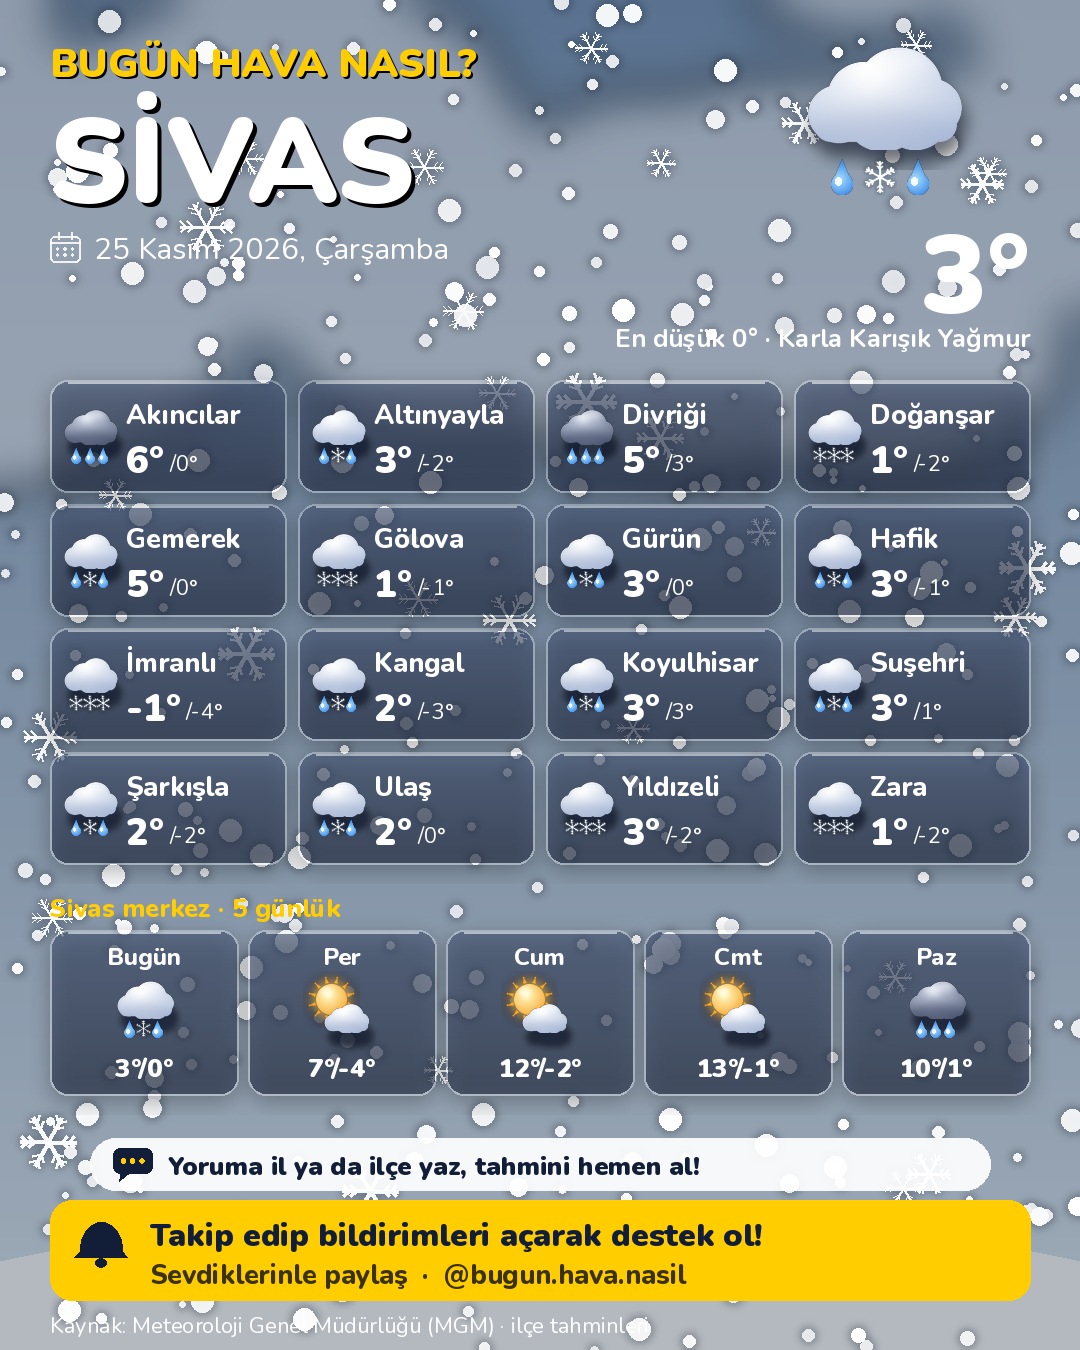 BUGÜN HAVA NASIL?
SİVAS
25 Kasım 2026, Çarşamba
3°
En düşük 0° · Karla Karışık Yağmur
Akıncılar
6° /0°
Altınyayla
3° /-2°
Divriği
5° /3°
Doğanşar
1° /-2°
Gemerek
5° /0°
Gölova
1° /-1°
Gürün
3° /0°
Hafik
3° /-1°
İmranlı
-1° /-4°
Kangal
2° /-3°
Koyulhisar
3° /3°
Suşehri
3° /1°
Şarkışla
2° /-2°
Ulaş
2° /0°
Yıldızeli
3° /-2°
Zara
1° /-2°
Sivas merkez · 5 günlük
Bugün
3°/0°
Per
7°/-4°
Cum
12°/-2°
Cmt
13°/-1°
Paz
10°/1°
Yoruma il ya da ilçe yaz, tahmini hemen al!
Takip edip bildirimleri açarak destek ol!
Sevdiklerinle paylaş · @bugun.hava.nasil
Kaynak: Meteoroloji Genel Müdürlüğü (MGM) · ilçe tahminleri